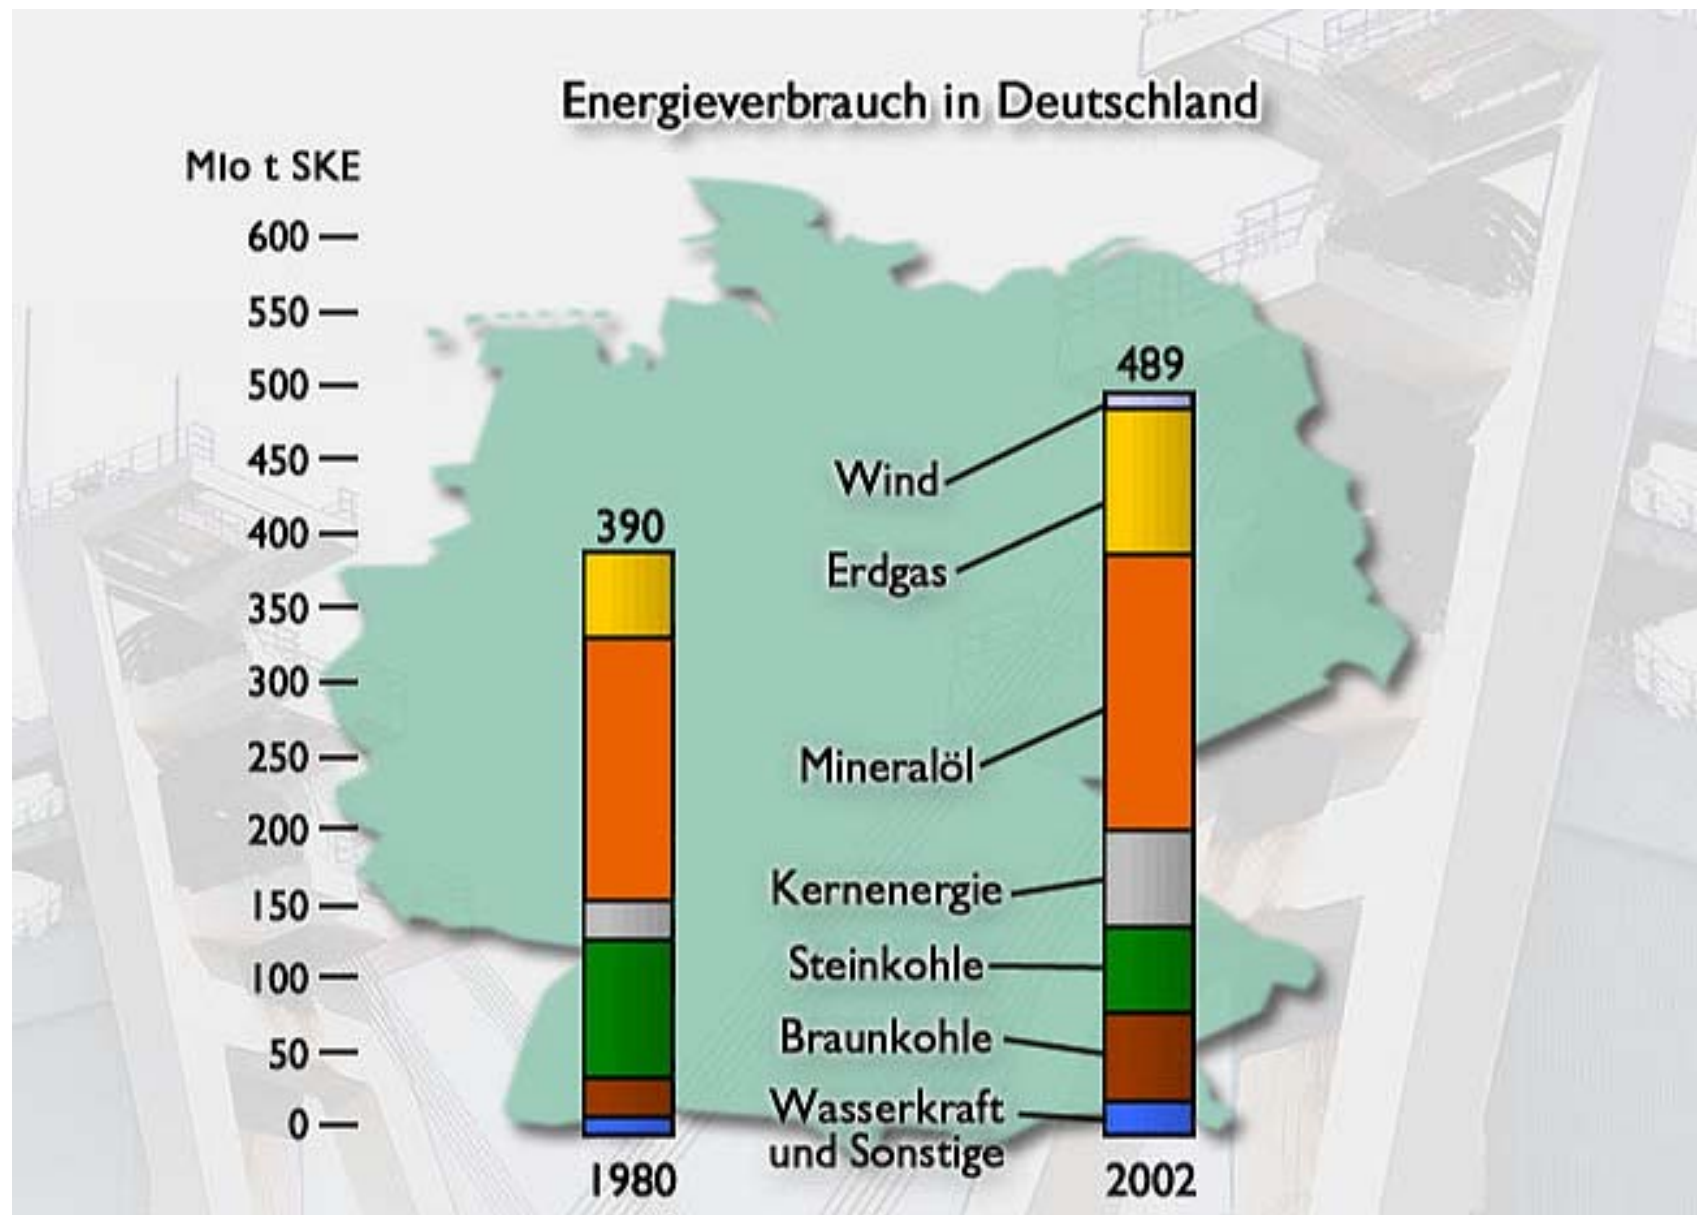 Energieverbrauch in Deutschland
Mio t SKE
600
550
500
450
400
350
300
250
200
150
100
50
0
390
489
Wind
Erdgas
Mineralöl
Kernenergie
Steinkohle
Braunkohle
Wasserkraft
und Sonstige
1980
2002